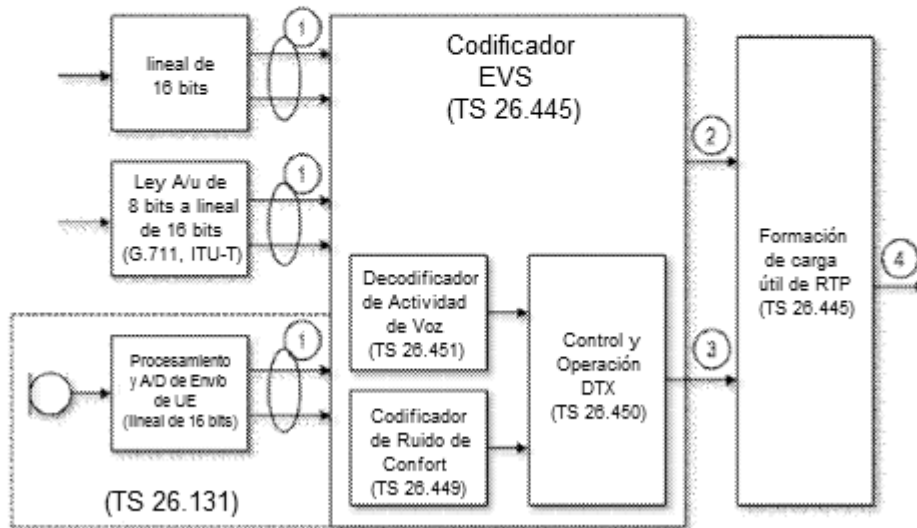 lineal de
16 bits
1
Ley A/u de
8 bits a lineal
de 16 bits
(G.711, ITU-T)
1
Procesamiento
y A/D de Envío
de UE
(lineal de 16 bits)
1
(TS 26.131)
Codificador
EVS
(TS 26.445)
Decodificador
de Actividad
de Voz
(TS 26.451)
Codificador
de Ruido de
Confort
(TS 26.449)
Control y
Operación
DTX
(TS 26.450)
2
3
Formación
de carga
útil de RTP
(TS 26.445)
4